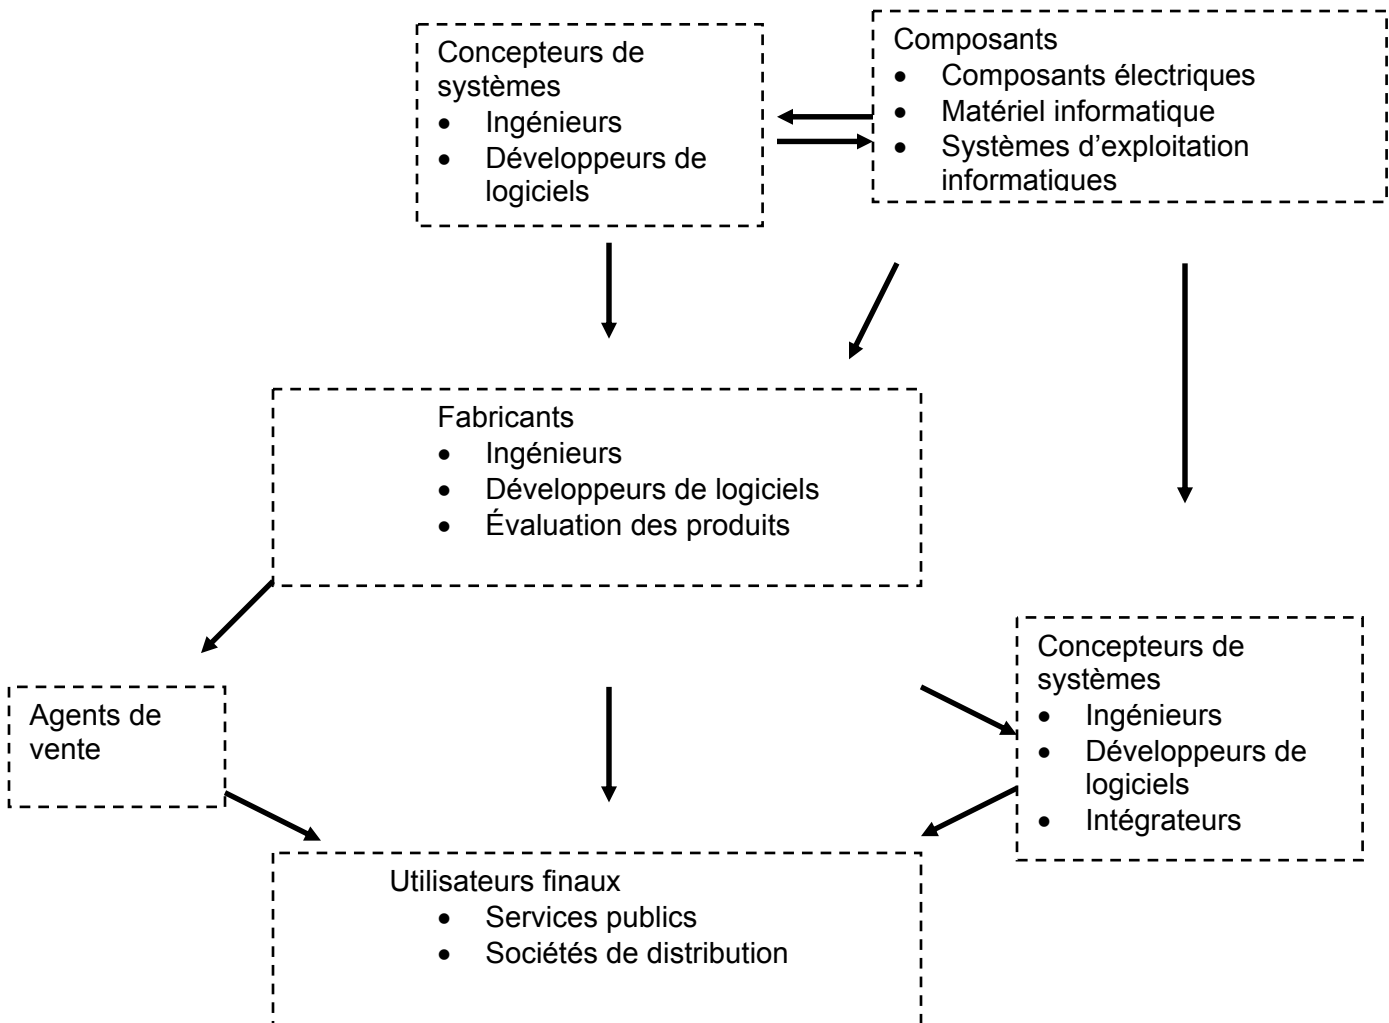 Concepteurs de
systèmes
• Ingénieurs
• Développeurs de
logiciels
Composants
• Composants électriques
• Matériel informatique
• Systèmes d’exploitation
informatiques
Fabricants
• Ingénieurs
• Développeurs de logiciels
• Évaluation des produits
Agents de
vente
Concepteurs de
systèmes
• Ingénieurs
• Développeurs de
logiciels
• Intégrateurs
Utilisateurs finaux
• Services publics
• Sociétés de distribution